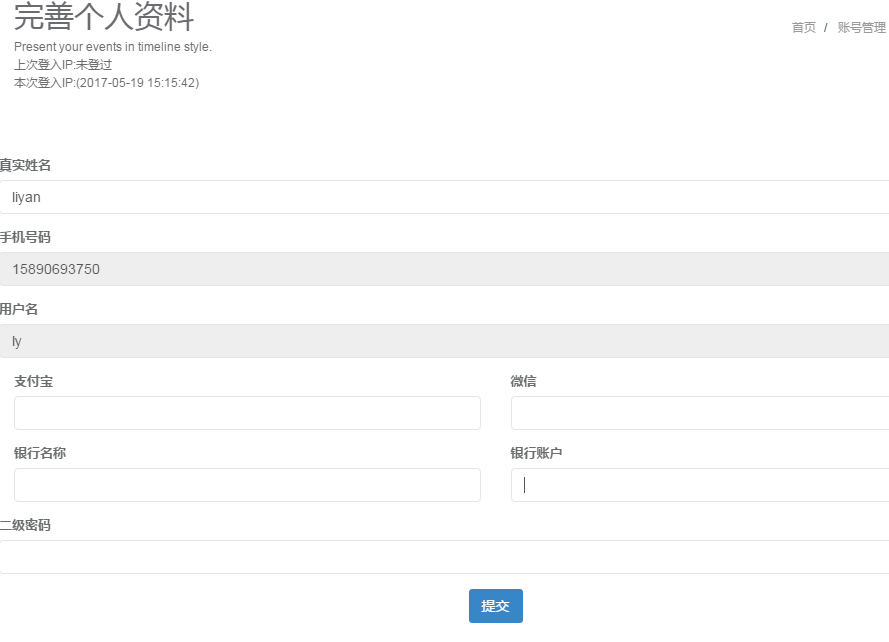 完善个人资料
首页 / 账号管理
Present your events in timeline style.
上次登入IP:未登过
本次登入IP:(2017-05-19 15:15:42)
真实姓名
liyan
手机号码
15890693750
用户名
ly
支付宝 微信
银行名称 银行账户
二级密码
提交